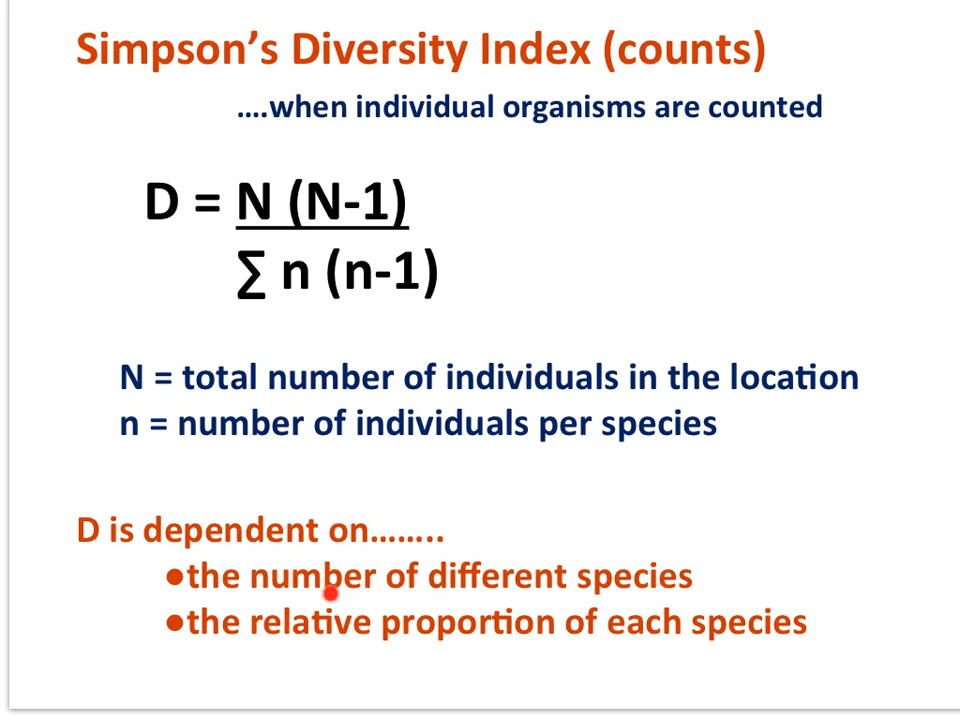 Simpson’s Diversity Index (counts)
….when individual organisms are counted
D = N (N-1)
∑ n (n-1)
N = total number of individuals in the location
n = number of individuals per species
D is dependent on……..
●the number of different species
●the relative proportion of each species